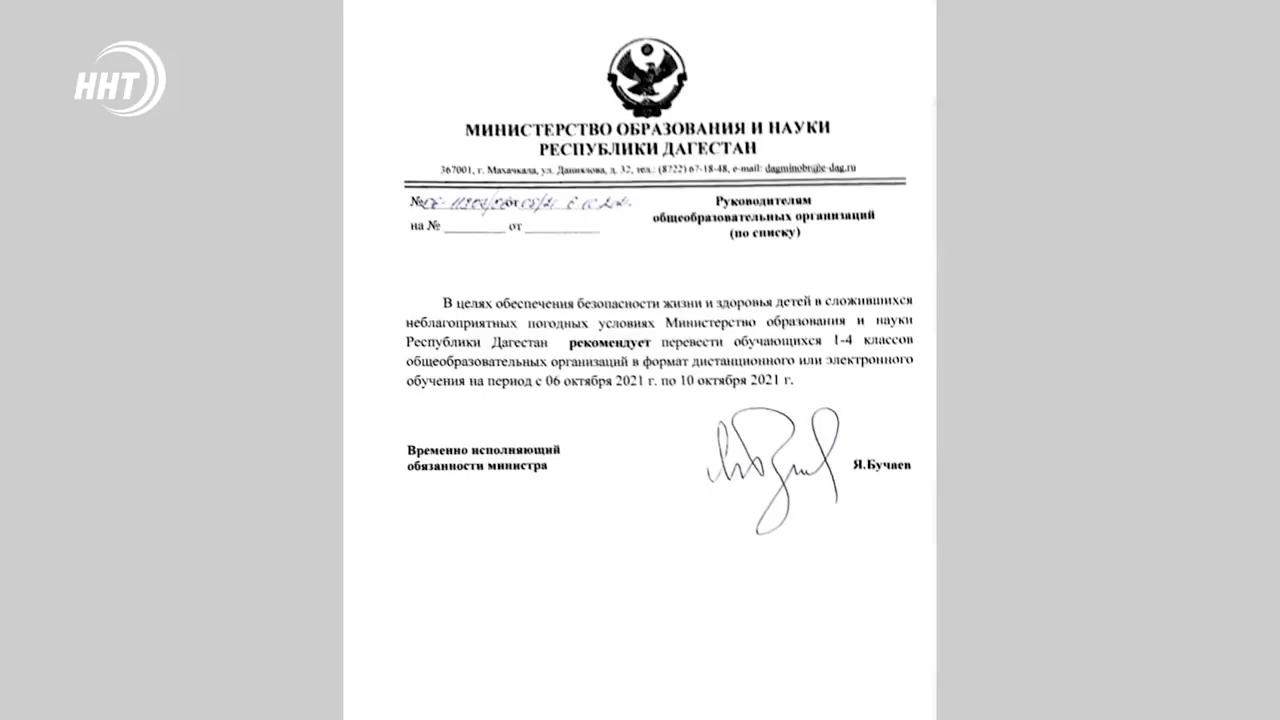 ННТ
МИНИСТЕРСТВО ОБРАЗОВАНИЯ И НАУКИ
РЕСПУБЛИКИ ДАГЕСТАН
367001, г. Махачкала, ул. Даниялова, д. 32, тел.: (8722) 67-18-48, e-mail: dagminobr@e-dag.ru
№
на № __________ от __________
Руководителям
общеобразовательных организаций
(по списку)
В целях обеспечения безопасности жизни и здоровья детей в сложившихся
неблагоприятных погодных условиях Министерство образования и науки
Республики Дагестан рекомендует перевести обучающихся 1-4 классов
общеобразовательных организаций в формат дистанционного или электронного
обучения на период с 06 октября 2021 г. по 10 октября 2021 г.
Временно исполняющий
обязанности министра
Я.Бучаев